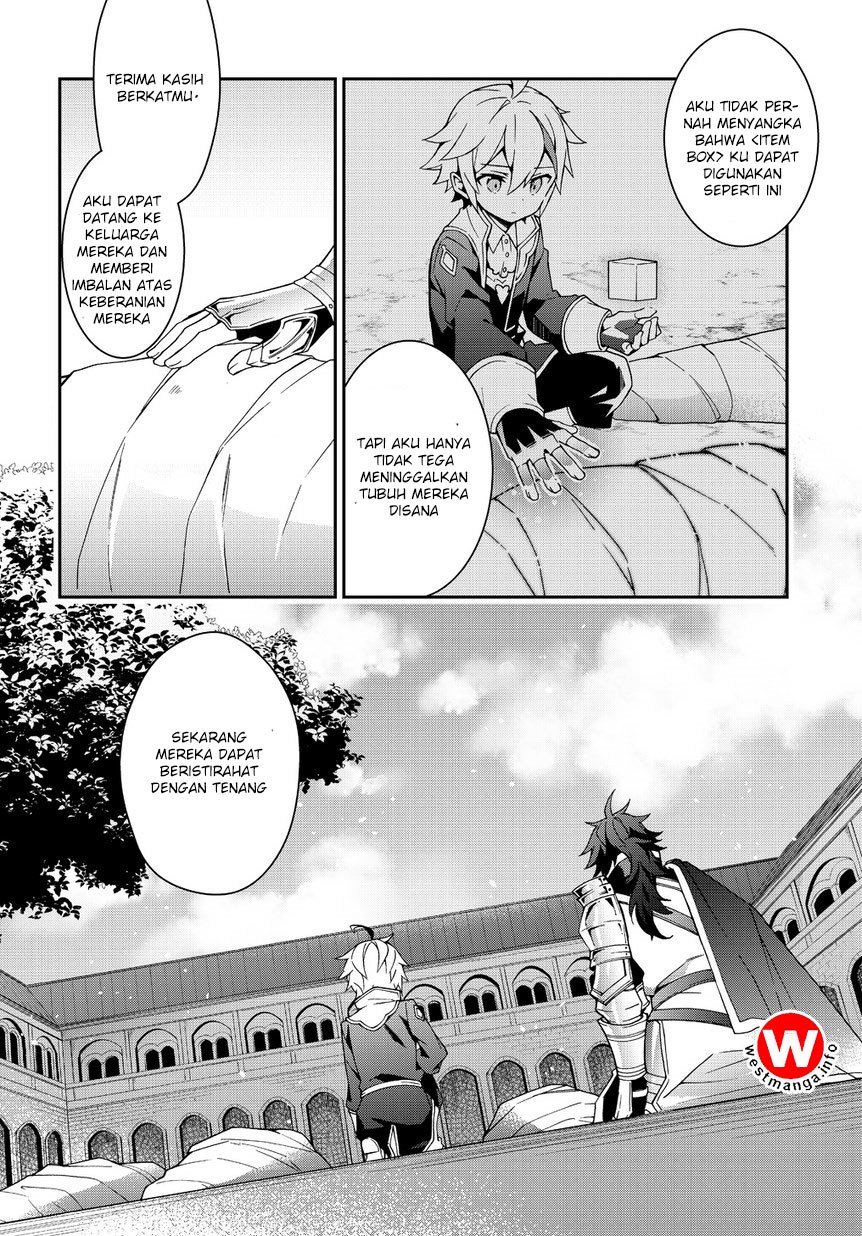 AKU TIDAK PER-
NAH MENYANGKA
BAHWA <ITEM
BOX> KU DAPAT
DIGUNAKAN
SEPERTI INI
TAPI AKU HANYA
TIDAK TEGA
MENINGGALKAN
TUBUH MEREKA
DISANA
TERIMA KASIH
BERKATMU.
AKU DAPAT
DATANG KE
KELUARGA
MEREKA DAN
MEMBERI
IMBALAN ATAS
KEBERANIAN
MEREKA
SEKARANG
MEREKA DAPAT
BERISTIRAHAT
DENGAN TENANG
W
westmanga.info